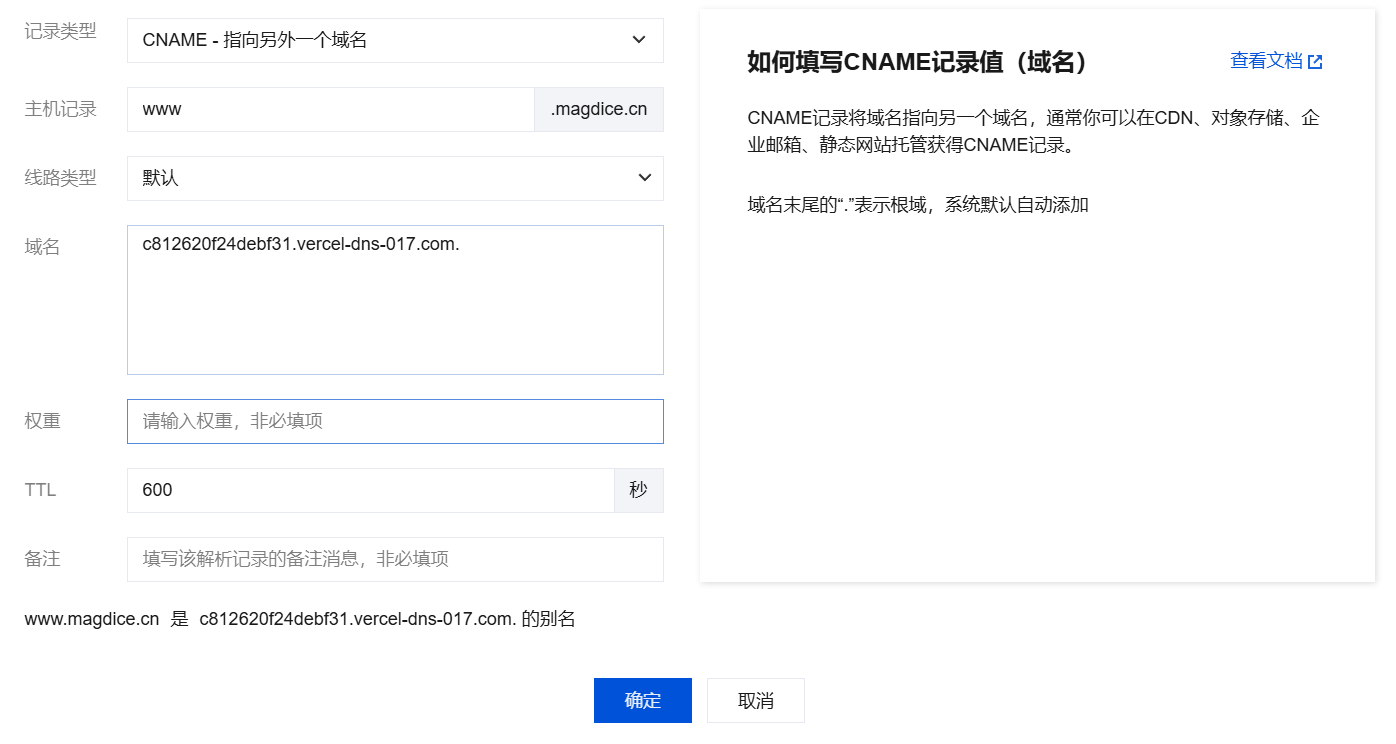 记录类型
CNAME - 指向另外一个域名
主机记录
www
.magdice.cn
线路类型
默认
域名
c812620f24debf31.vercel-dns-017.com.
权重
请输入权重，非必填项
TTL
600
秒
备注
填写该解析记录的备注消息，非必填项
www.magdice.cn 是 c812620f24debf31.vercel-dns-017.com. 的别名
如何填写CNAME记录值（域名）
查看文档
CNAME记录将域名指向另一个域名，通常你可以在CDN、对象存储、企
业邮箱、静态网站托管获得CNAME记录。
域名末尾的“.”表示根域，系统默认自动添加
确定
取消